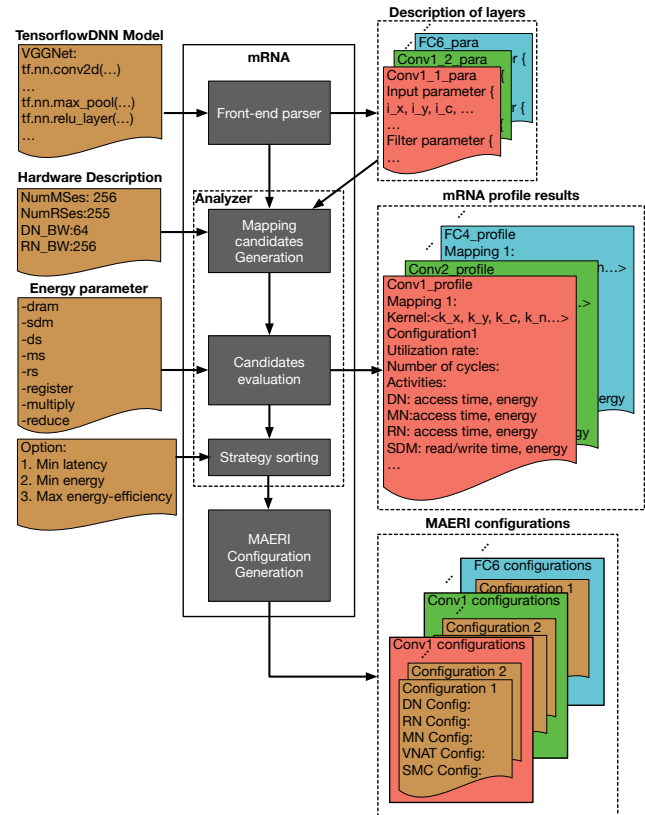 TensorflowDNN Model
VGGNet:
tf.nn.conv2d(…)
…
tf.nn.max_pool(…)
tf.nn.relu_layer(…)
…
Hardware Description
NumMSes: 256
NumRSes:255
DN_BW:64
RN_BW:256
Energy parameter
-dram
-sdm
-ds
-ms
-rs
-register
-multiply
-reduce
Option:
1. Min latency
2. Min energy
3. Max energy-efficiency
mRNA
Front-end parser
Analyzer
Mapping
candidates
Generation
Candidates
evaluation
Strategy sorting
MAERI
Configuration
Generation
Description of layers
FC6_para
er {
er {
{
Conv1_2_para
{
{
Conv1_1_para
Input parameter {
i_x, i_y, i_c, …
…
Filter parameter {
…
mRNA profile results
FC4_profile
Mapping 1:
n…>
ergy
Conv2_profile
…>
energy
Conv1_profile
Mapping 1:
Kernel:<k_x, k_y, k_c, k_n…>
Configuration1
Utilization rate:
Number of cycles:
Activities:
DN: access time, energy
MN:access time, energy
RN: access time, energy
SDM: read/write time, energy
…
MAERI configurations
FC6 configurations
Configuration 1
Conv1 configurations
Configuration 2
Conv1 configurations
Configuration 2
Configuration 1
DN Config:
RN Config:
MN Config:
VNAT Config:
SMC Config: